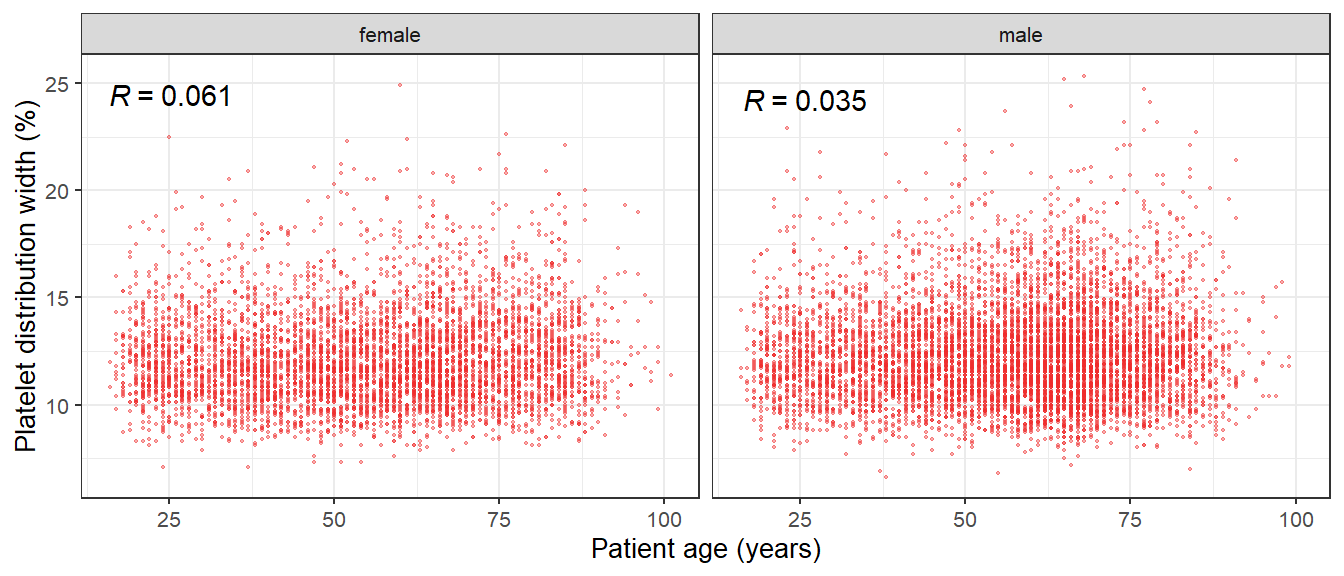 female
male
Platelet distribution width (%)
25
20
15
10
R = 0.061
R = 0.035
25
50
75
100
25
50
75
100
Patient age (years)